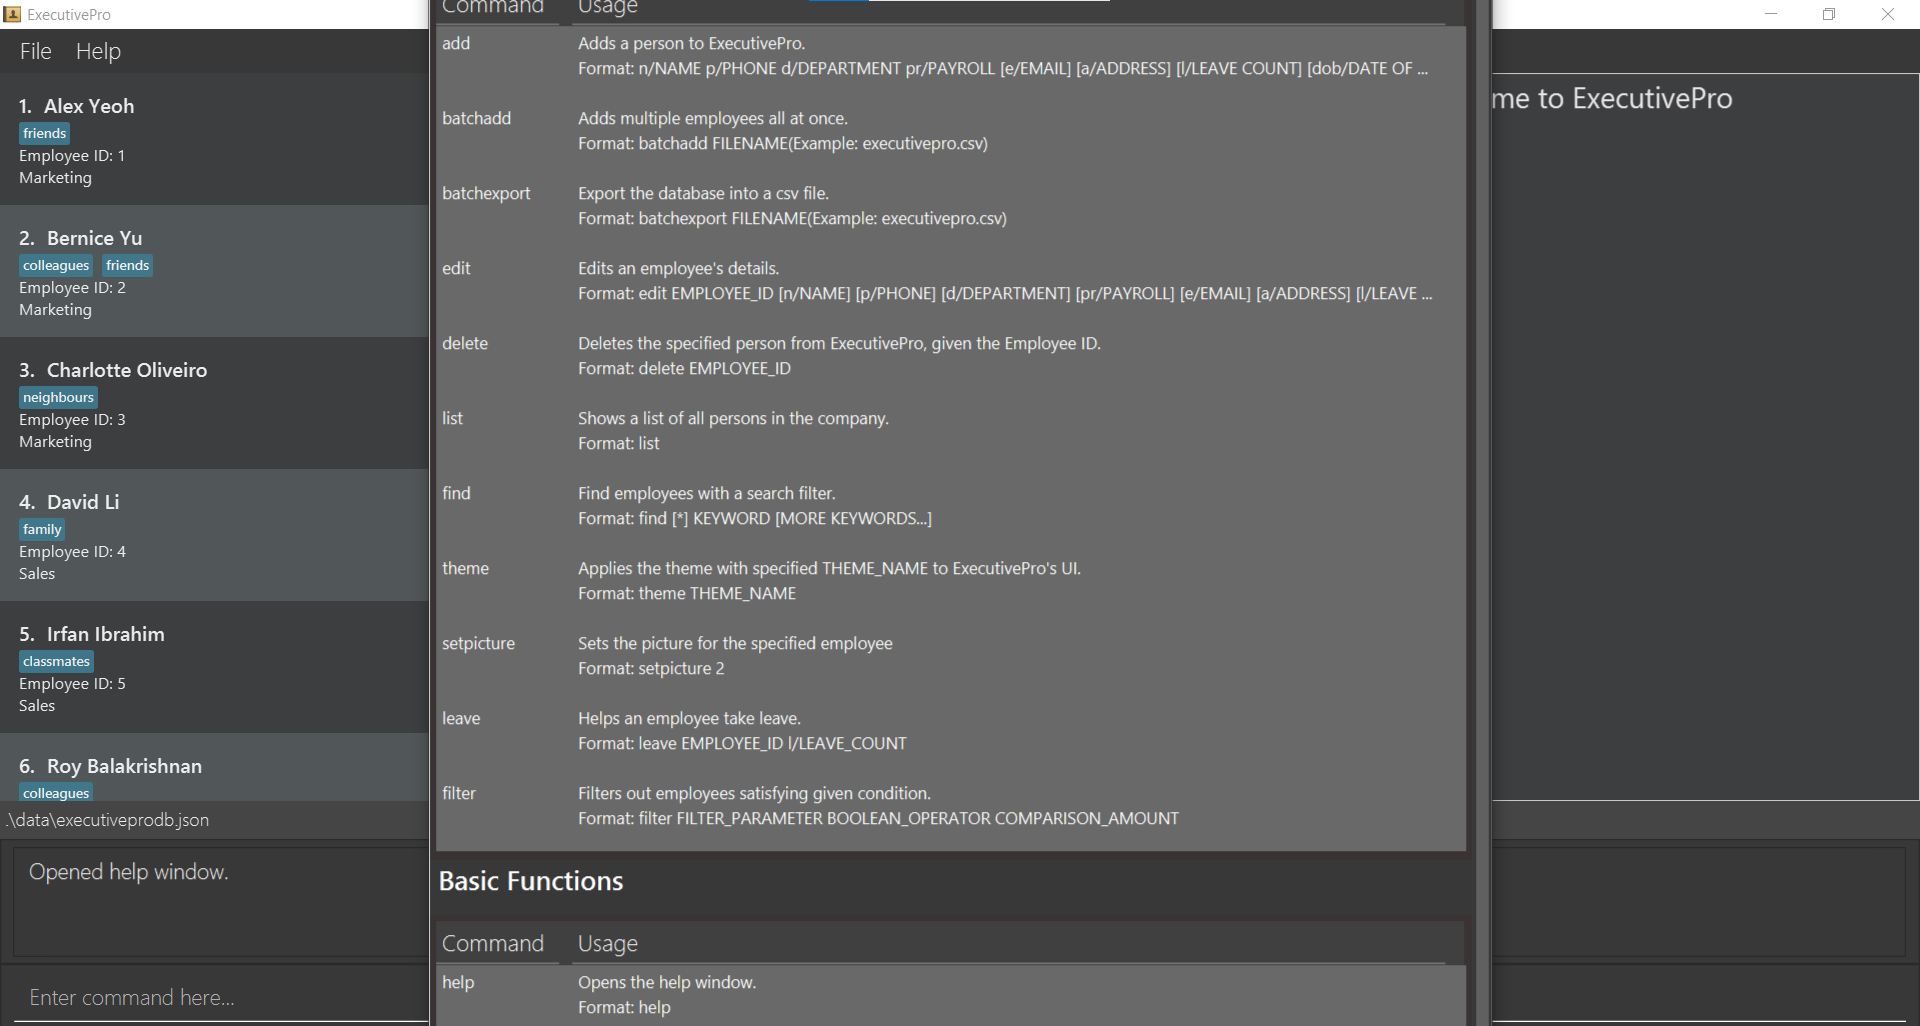 ExecutivePro
File Help
1. Alex Yeoh
friends
Employee ID: 1
Marketing
2. Bernice Yu
colleagues friends
Employee ID: 2
Marketing
3. Charlotte Oliveiro
neighbours
Employee ID: 3
Marketing
4. David Li
family
Employee ID: 4
Sales
5. Irfan Ibrahim
classmates
Employee ID: 5
Sales
6. Roy Balakrishnan
colleagues
.\data\executiveprodb.json
Opened help window.
Enter command here...
Command Usage
add Adds a person to ExecutivePro.
Format: n/NAME p/PHONE d/DEPARTMENT pr/PAYROLL [e/EMAIL] [a/ADDRESS] [l/LEAVE COUNT] [dob/DATE OF ...
batchadd Adds multiple employees all at once.
Format: batchadd FILENAME(Example: executivepro.csv)
batchexport Export the database into a csv file.
Format: batchexport FILENAME(Example: executivepro.csv)
edit Edits an employee's details.
Format: edit EMPLOYEE_ID [n/NAME] [p/PHONE] [d/DEPARTMENT] [pr/PAYROLL] [e/EMAIL] [a/ADDRESS] [l/LEAVE ...
delete Deletes the specified person from ExecutivePro, given the Employee ID.
Format: delete EMPLOYEE_ID
list Shows a list of all persons in the company.
Format: list
find Find employees with a search filter.
Format: find [*] KEYWORD [MORE KEYWORDS...]
theme Applies the theme with specified THEME_NAME to ExecutivePro's UI.
Format: theme THEME_NAME
setpicture Sets the picture for the specified employee
Format: setpicture 2
leave Helps an employee take leave.
Format: leave EMPLOYEE_ID l/LEAVE_COUNT
filter Filters out employees satisfying given condition.
Format: filter FILTER_PARAMETER BOOLEAN_OPERATOR COMPARISON_AMOUNT
Basic Functions
Command Usage
help Opens the help window.
Format: help
me to ExecutivePro